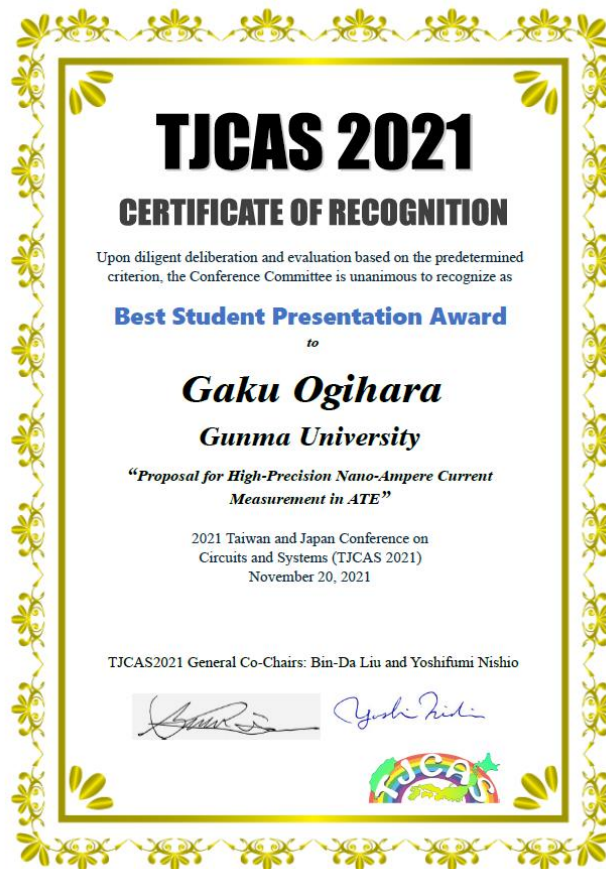 TJCAS 2021
CERTIFICATE OF RECOGNITION
Upon diligent deliberation and evaluation based on the predetermined
criterion, the Conference Committee is unanimous to recognize as
Best Student Presentation Award
to
Gaku Ogihara
Gunma University
“Proposal for High-Precision Nano-Ampere Current
Measurement in ATE”
2021 Taiwan and Japan Conference on
Circuits and Systems (TJCAS 2021)
November 20, 2021
TJCAS2021 General Co-Chairs: Bin-Da Liu and Yoshifumi Nishio
TJCAS